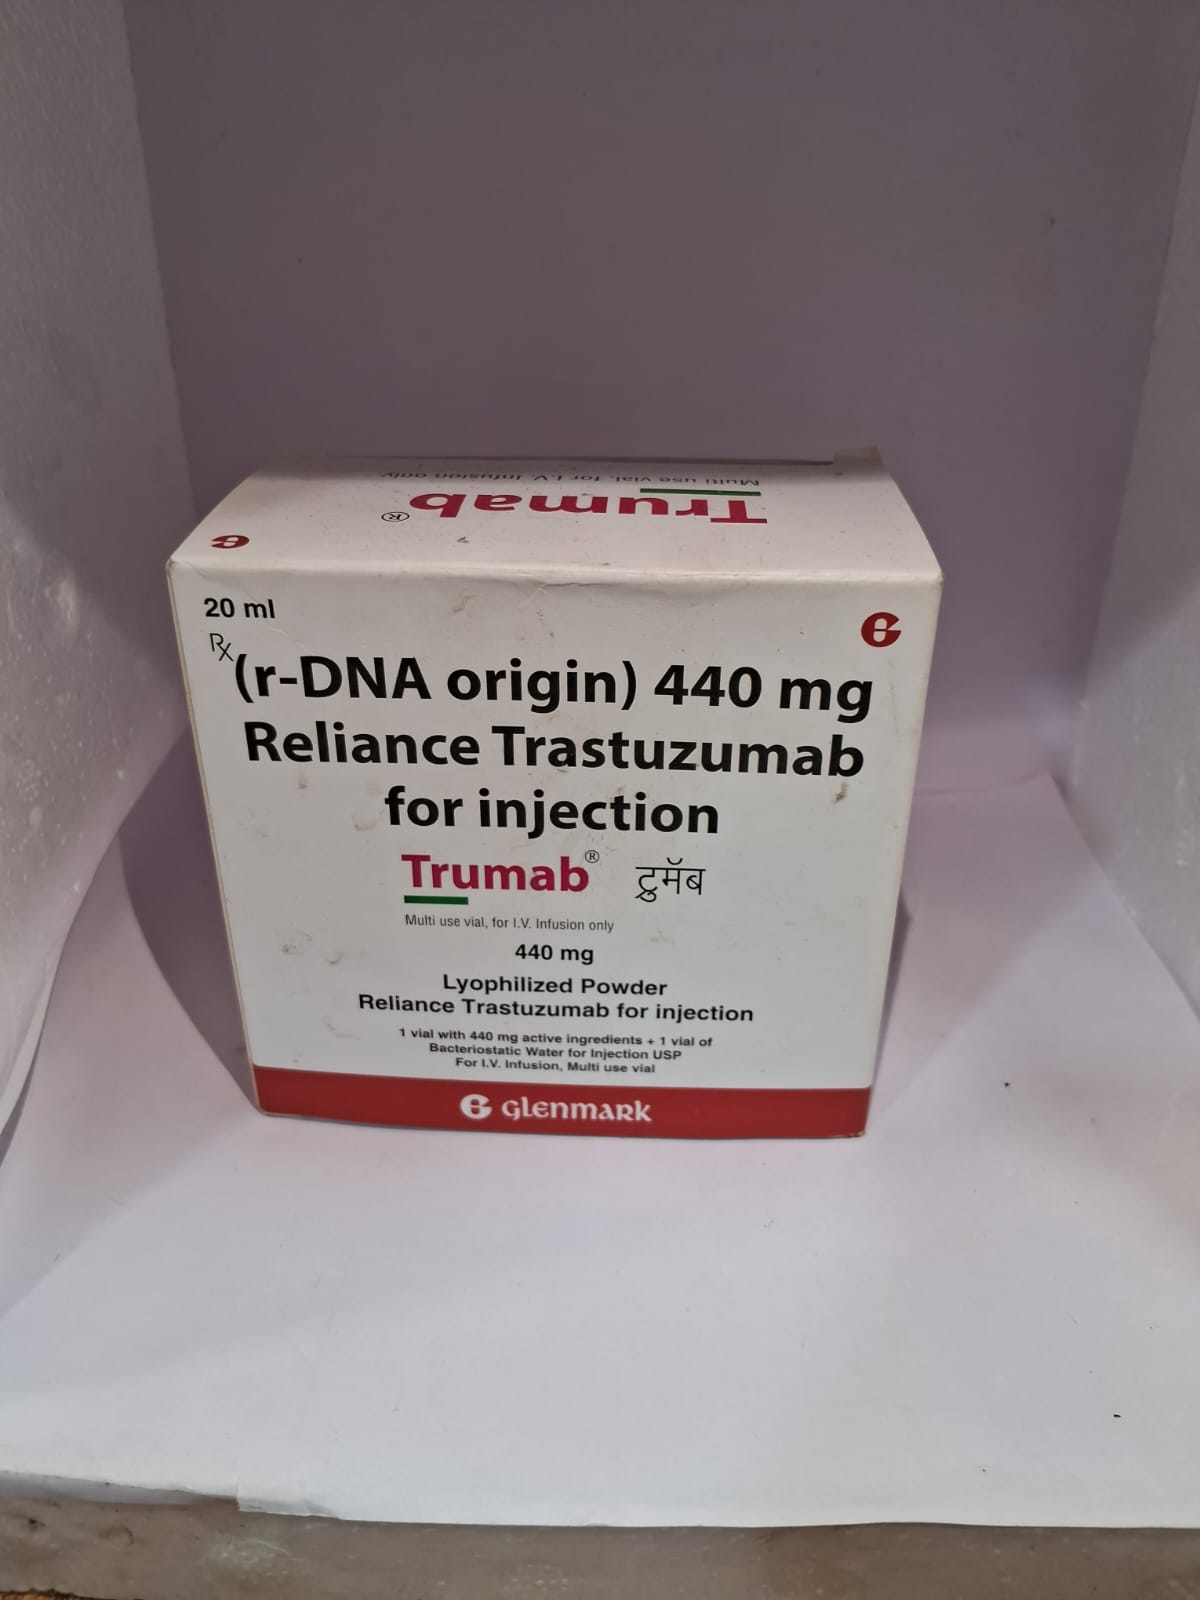 Multi use vial, for I.V. Infusion only
Trumab®
20 ml
Rx
(r-DNA origin) 440 mg
Reliance Trastuzumab
for injection
Trumab® ट्रुमॅब
Multi use vial, for I.V. Infusion only
440 mg
Lyophilized Powder
Reliance Trastuzumab for injection
1 vial with 440 mg active ingredients + 1 vial of
Bacteriostatic Water for Injection USP
For I.V. Infusion, Multi use vial
G glenmark